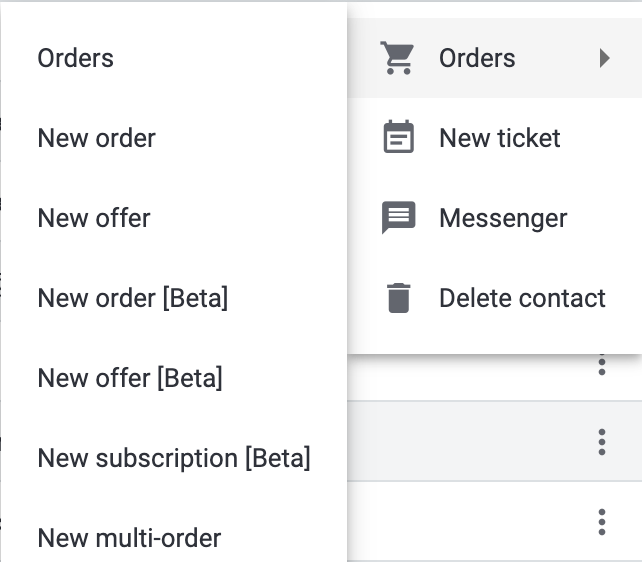 Orders
New order
New offer
New order [Beta]
New offer [Beta]
New subscription [Beta]
New multi-order
Orders
New ticket
Messenger
Delete contact